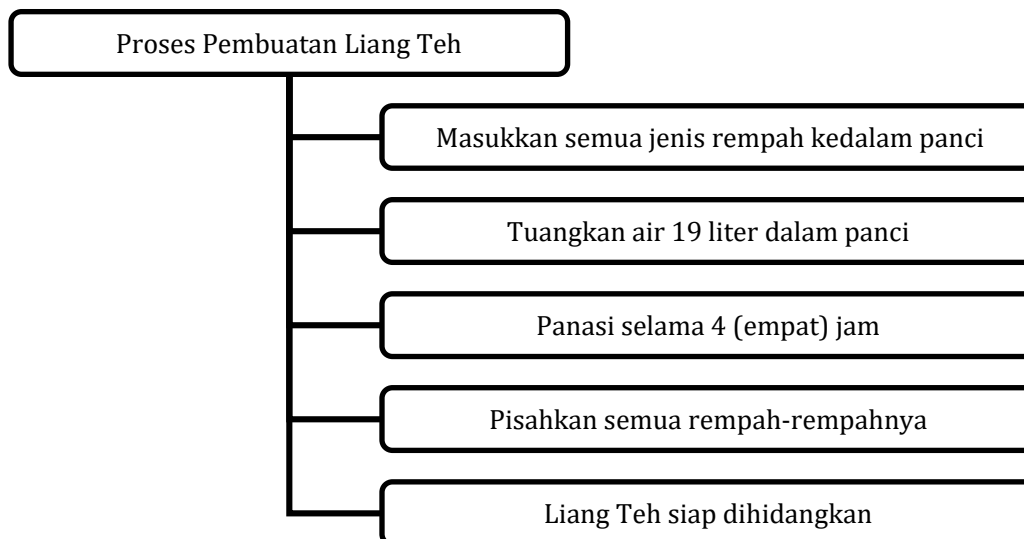 Proses Pembuatan Liang Teh
Masukkan semua jenis rempah kedalam panci
Tuangkan air 19 liter dalam panci
Panasi selama 4 (empat) jam
Pisahkan semua rempah-rempahnya
Liang Teh siap dihidangkan